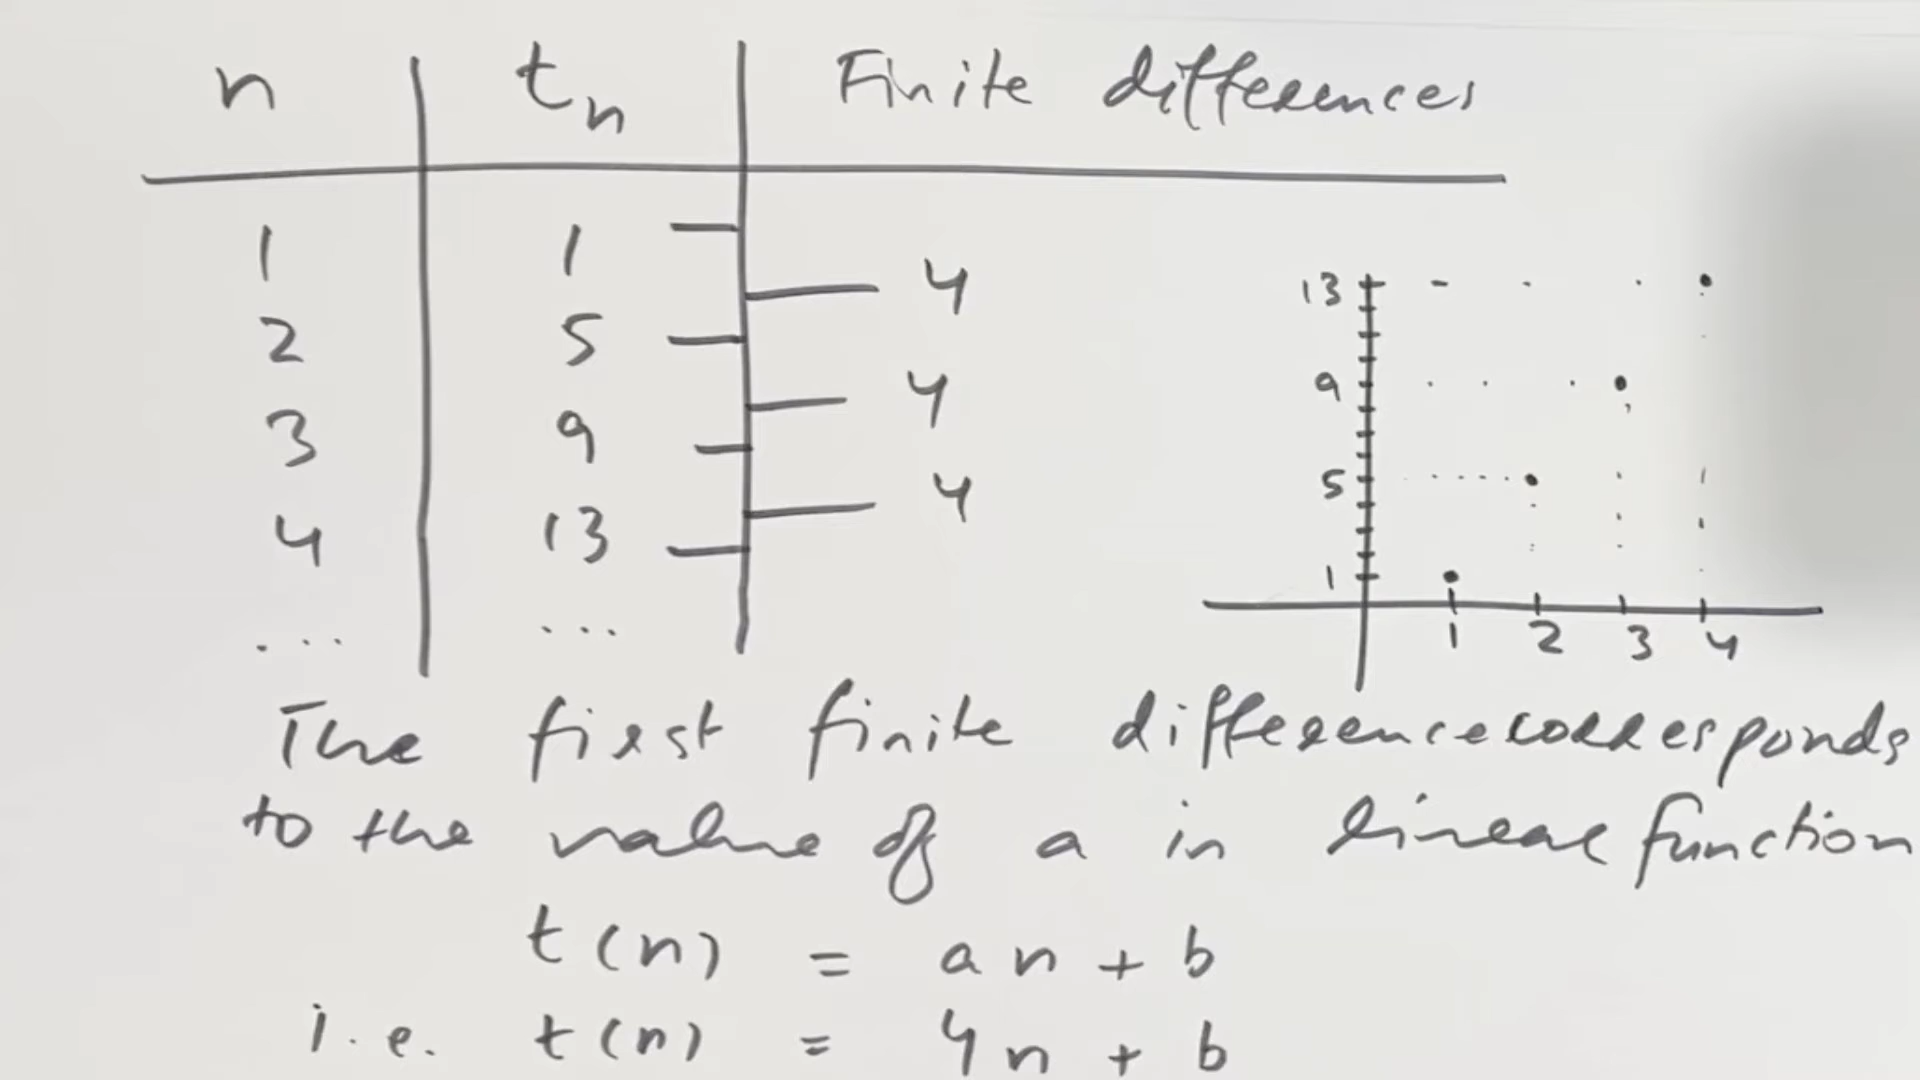 n tn Finite differences
1 1
4
2 5
4
3 9
4
4 13
... ...
13
9
5
1
1 2 3 4
The first finite difference corresponds
to the value of a in linear function
t(n) = an + b
i.e. t(n) = 4n + b